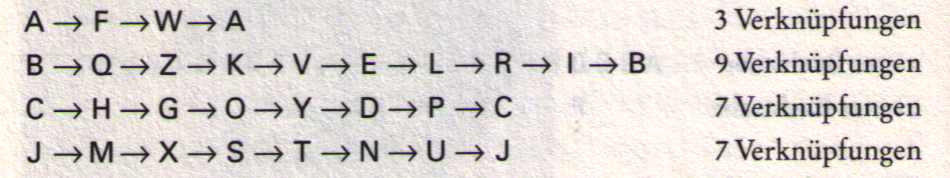 A → F → W → A 3 Verknüpfungen
B → Q → Z → K → V → E → L → R → I → B 9 Verknüpfungen
C → H → G → O → Y → D → P → C 7 Verknüpfungen
J → M → X → S → T → N → U → J 7 Verknüpfungen